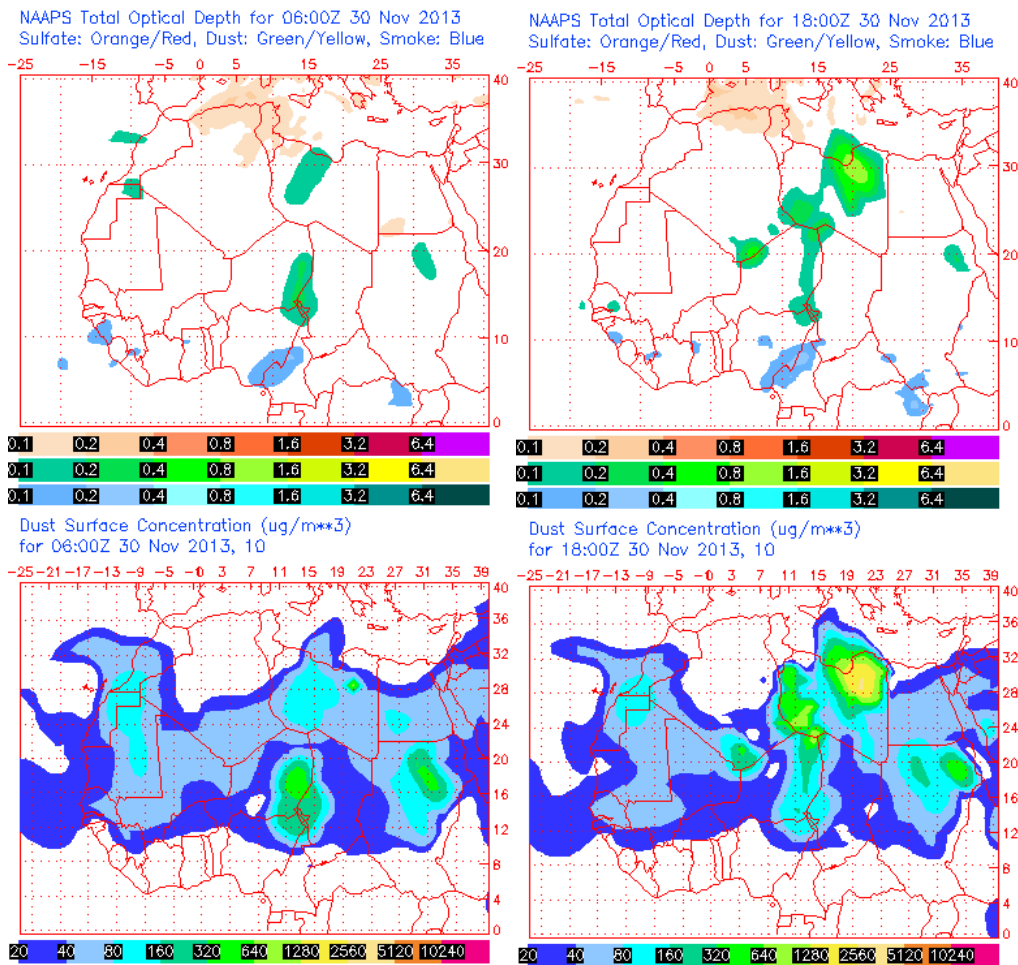 NAAPS Total Optical Depth for 06:00Z 30 Nov 2013
Sulfate: Orange/Red, Dust: Green/Yellow, Smoke: Blue
-25 -15 -5 0 5 15 25 35
40
30
20
10
0
0.1 0.2 0.4 0.8 1.6 3.2 6.4
0.1 0.2 0.4 0.8 1.6 3.2 6.4
0.1 0.2 0.4 0.8 1.6 3.2 6.4
NAAPS Total Optical Depth for 18:00Z 30 Nov 2013
Sulfate: Orange/Red, Dust: Green/Yellow, Smoke: Blue
-25 -15 -5 0 5 15 25 35
40
30
20
10
0
0.1 0.2 0.4 0.8 1.6 3.2 6.4
0.1 0.2 0.4 0.8 1.6 3.2 6.4
0.1 0.2 0.4 0.8 1.6 3.2 6.4
Dust Surface Concentration (ug/m**3)
for 06:00Z 30 Nov 2013, 10
-25 -21 -17 -13 -9 -5 -0 3 7 11 15 19 23 27 31 35 39
40
36
32
28
24
20
16
12
8
4
0
20 40 80 160 320 640 1280 2560 5120 10240
Dust Surface Concentration (ug/m**3)
for 18:00Z 30 Nov 2013, 10
-25 -21 -17 -13 -9 -5 -0 3 7 11 15 19 23 27 31 35 39
40
36
32
28
24
20
16
12
8
4
0
20 40 80 160 320 640 1280 2560 5120 10240